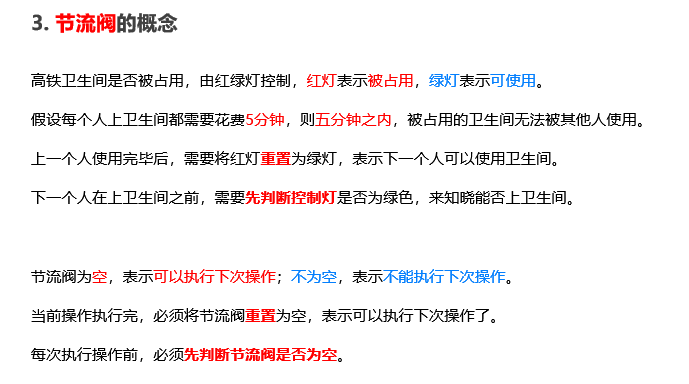 3. 节流阀的概念
高铁卫生间是否被占用，由红绿灯控制，红灯表示被占用，绿灯表示可使用。
假设每个人上卫生间都需要花费5分钟，则五分钟之内，被占用的卫生间无法被其他人使用。
上一个人使用完毕后，需要将红灯重置为绿灯，表示下一个人可以使用卫生间。
下一个人在上卫生间之前，需要先判断控制灯是否为绿色，来知晓能否上卫生间。
节流阀为空，表示可以执行下次操作；不为空，表示不能执行下次操作。
当前操作执行完，必须将节流阀重置为空，表示可以执行下次操作了。
每次执行操作前，必须先判断节流阀是否为空。